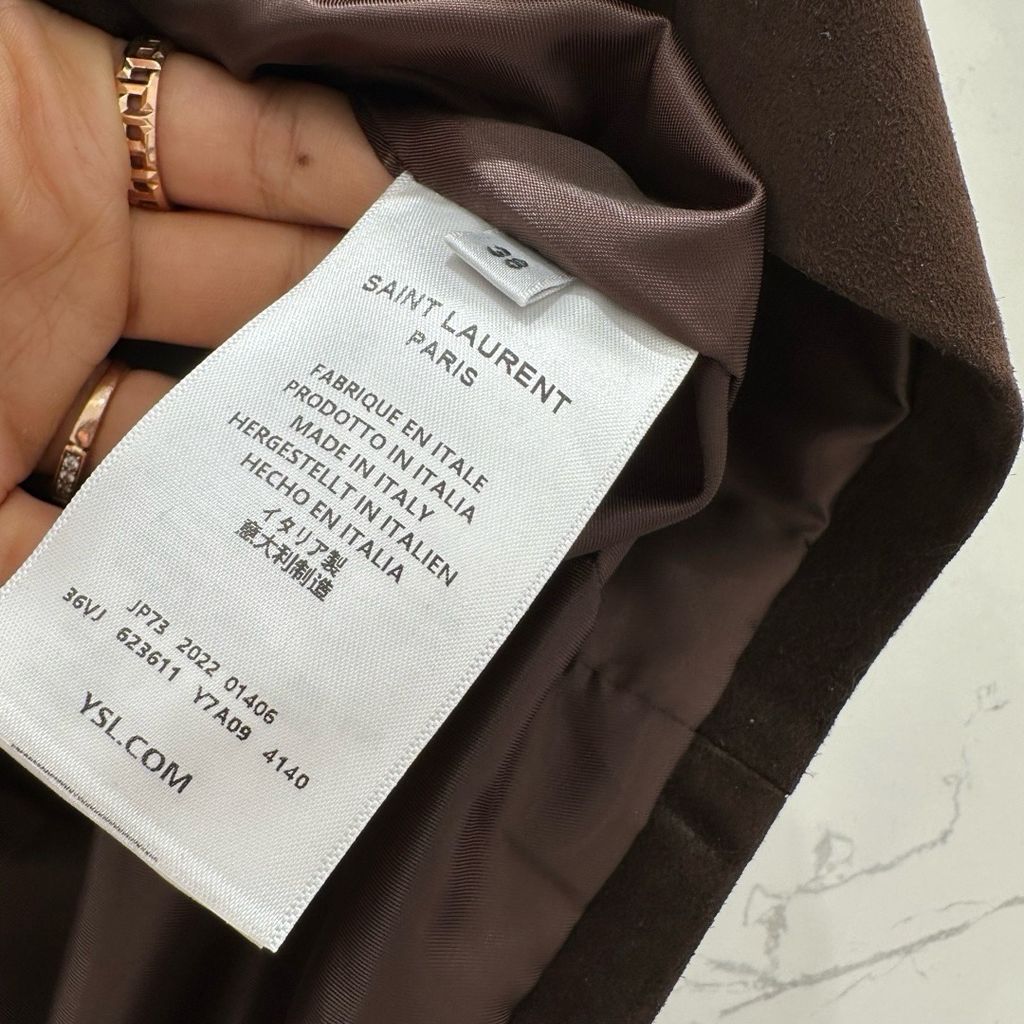 38
SAINT LAURENT
PARIS
FABRIQUE EN ITALIE
PRODOTTO IN ITALIA
MADE IN ITALY
HERGESTELLT IN ITALIEN
HECHO EN ITALIA
イタリア製
意大利制造
JP73 2022 01406
36VJ 623611 Y7A09 4140
YSL.COM